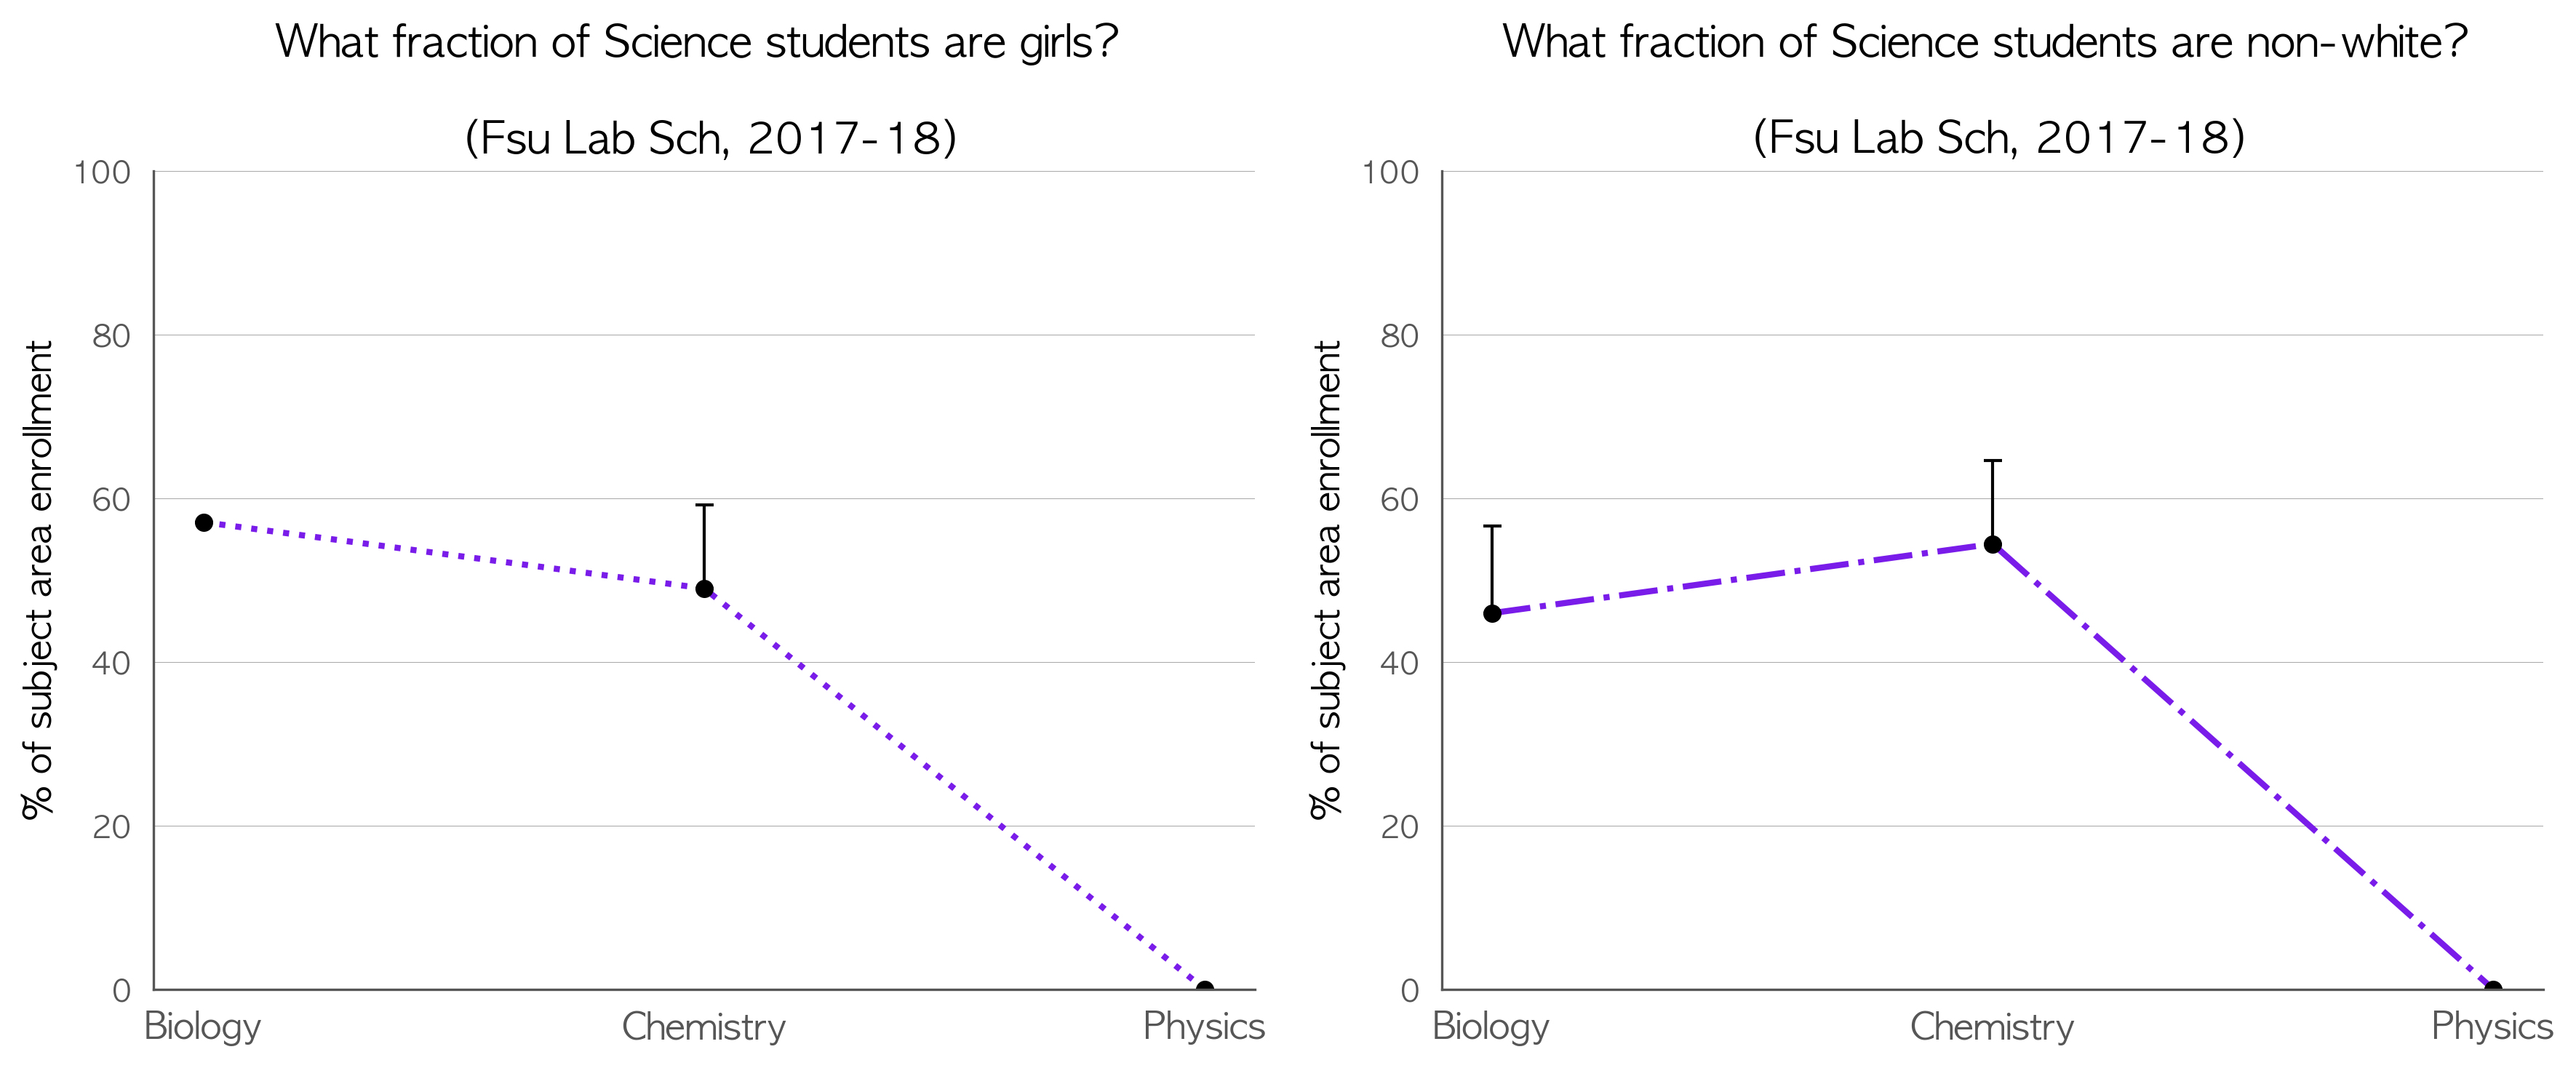 What fraction of Science students are girls?
(Fsu Lab Sch, 2017-18)
% of subject area enrollment
100
80
60
40
20
0
Biology
Chemistry
Physics
What fraction of Science students are non-white?
(Fsu Lab Sch, 2017-18)
% of subject area enrollment
100
80
60
40
20
0
Biology
Chemistry
Physics